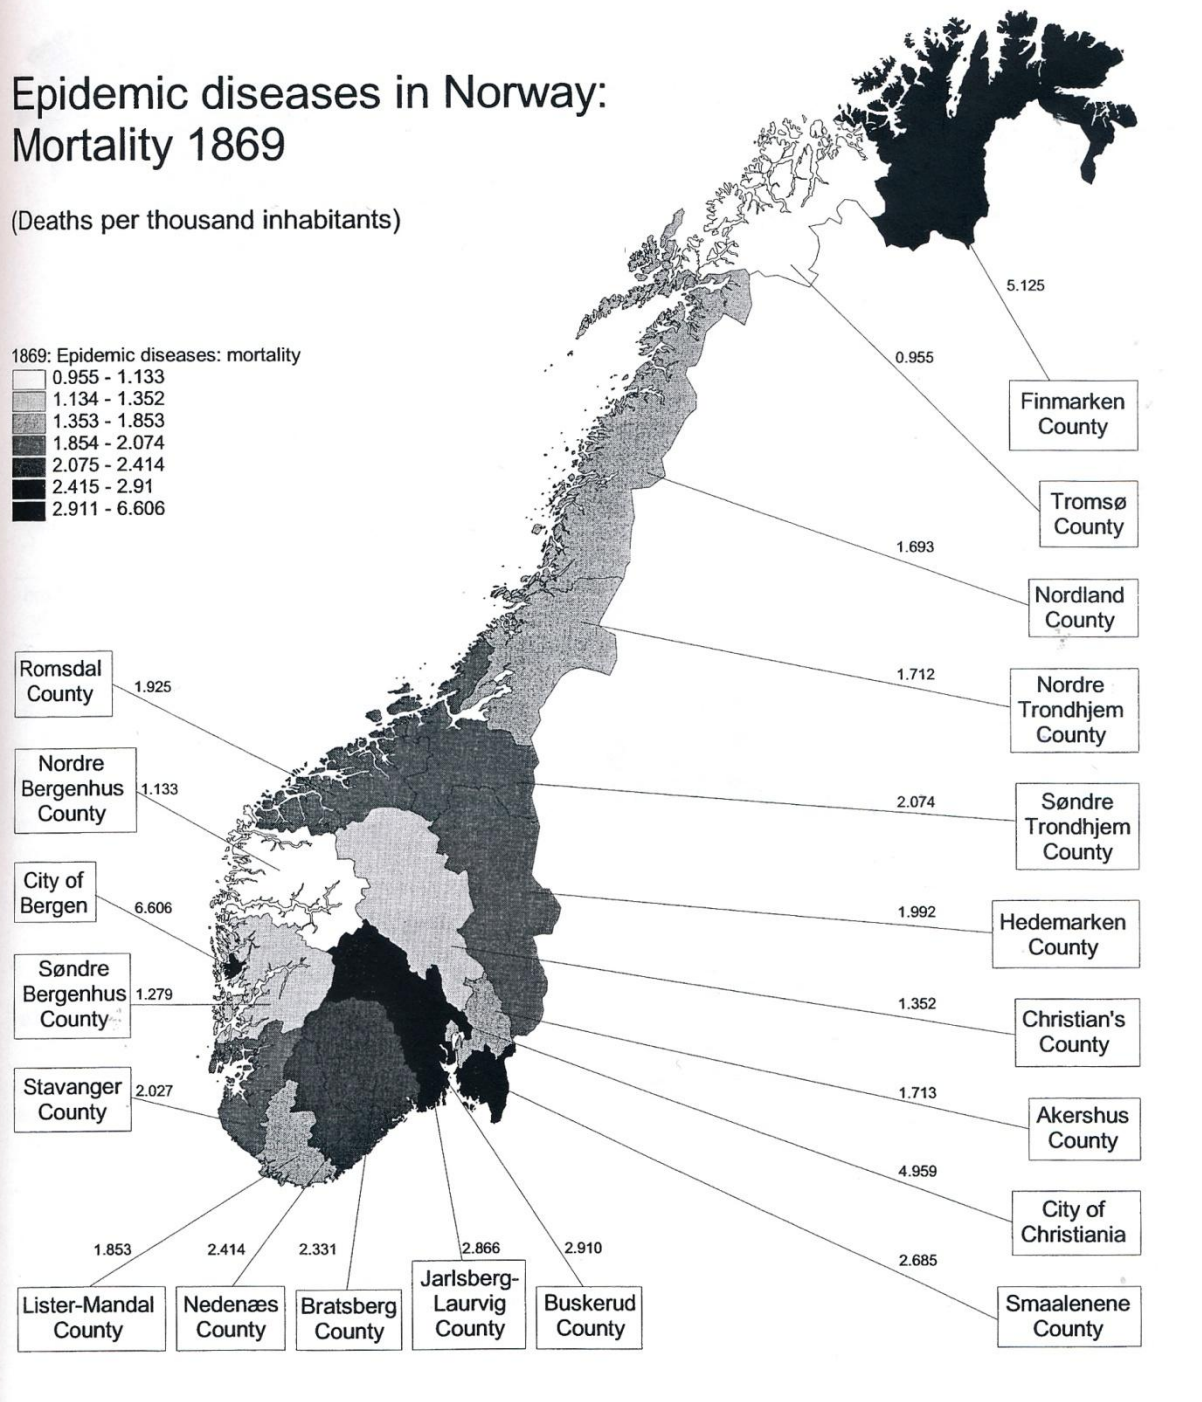 Epidemic diseases in Norway:
Mortality 1869
(Deaths per thousand inhabitants)
1869: Epidemic diseases: mortality
0.955 - 1.133
1.134 - 1.352
1.353 - 1.853
1.854 - 2.074
2.075 - 2.414
2.415 - 2.91
2.911 - 6.606
5.125
Finmarken
County
0.955
Tromsø
County
1.693
Nordland
County
1.712
Nordre
Trondhjem
County
2.074
Søndre
Trondhjem
County
1.992
Hedemarken
County
1.352
Christian's
County
1.713
Akershus
County
4.959
City of
Christiania
2.685
Smaalenene
County
Romsdal
County
1.925
Nordre
Bergenhus
County
1.133
City of
Bergen
6.606
Søndre
Bergenhus
County
1.279
Stavanger
County
2.027
1.853
Lister-Mandal
County
2.414
Nedenæs
County
2.331
Bratsberg
County
2.866
Jarlsberg-
Laurvig
County
2.910
Buskerud
County